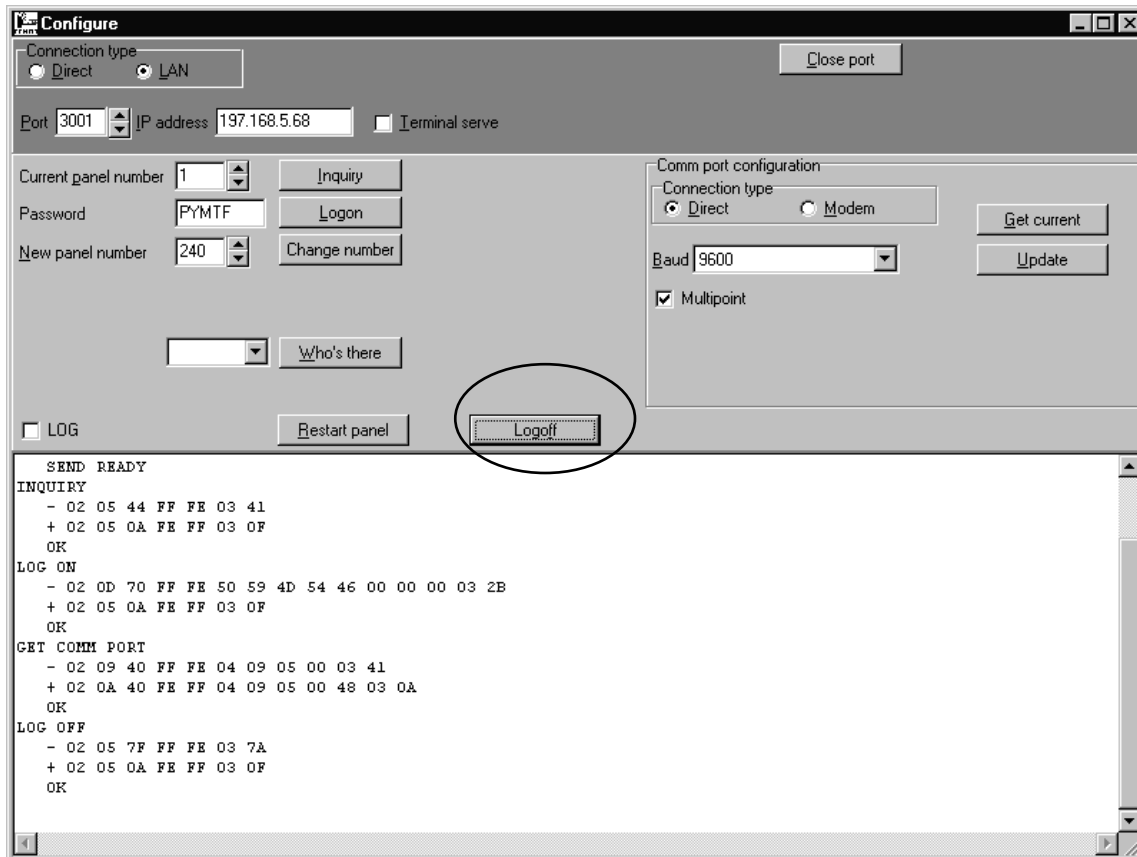 Configure
Connection type
Direct LAN
Close port
Port 3001 IP address 197.168.5.68 Terminal serve
Current panel number 1 Inquiry
Password PYMTF Logon
New panel number 240 Change number
Who's there
Comm port configuration
Connection type
Direct Modem
Get current
Baud 9600 Update
Multipoint
LOG Restart panel Logoff
SEND READY
INQUIRY
- 02 05 44 FF FE 03 41
+ 02 05 0A FE FF 03 0F
OK
LOG ON
- 02 0D 70 FF FE 50 59 4D 54 46 00 00 00 03 2B
+ 02 05 0A FE FF 03 0F
OK
GET COMM PORT
- 02 09 40 FF FE 04 09 05 00 03 41
+ 02 0A 40 FE FF 04 09 05 00 48 03 0A
OK
LOG OFF
- 02 05 7F FF FE 03 7A
+ 02 05 0A FE FF 03 0F
OK